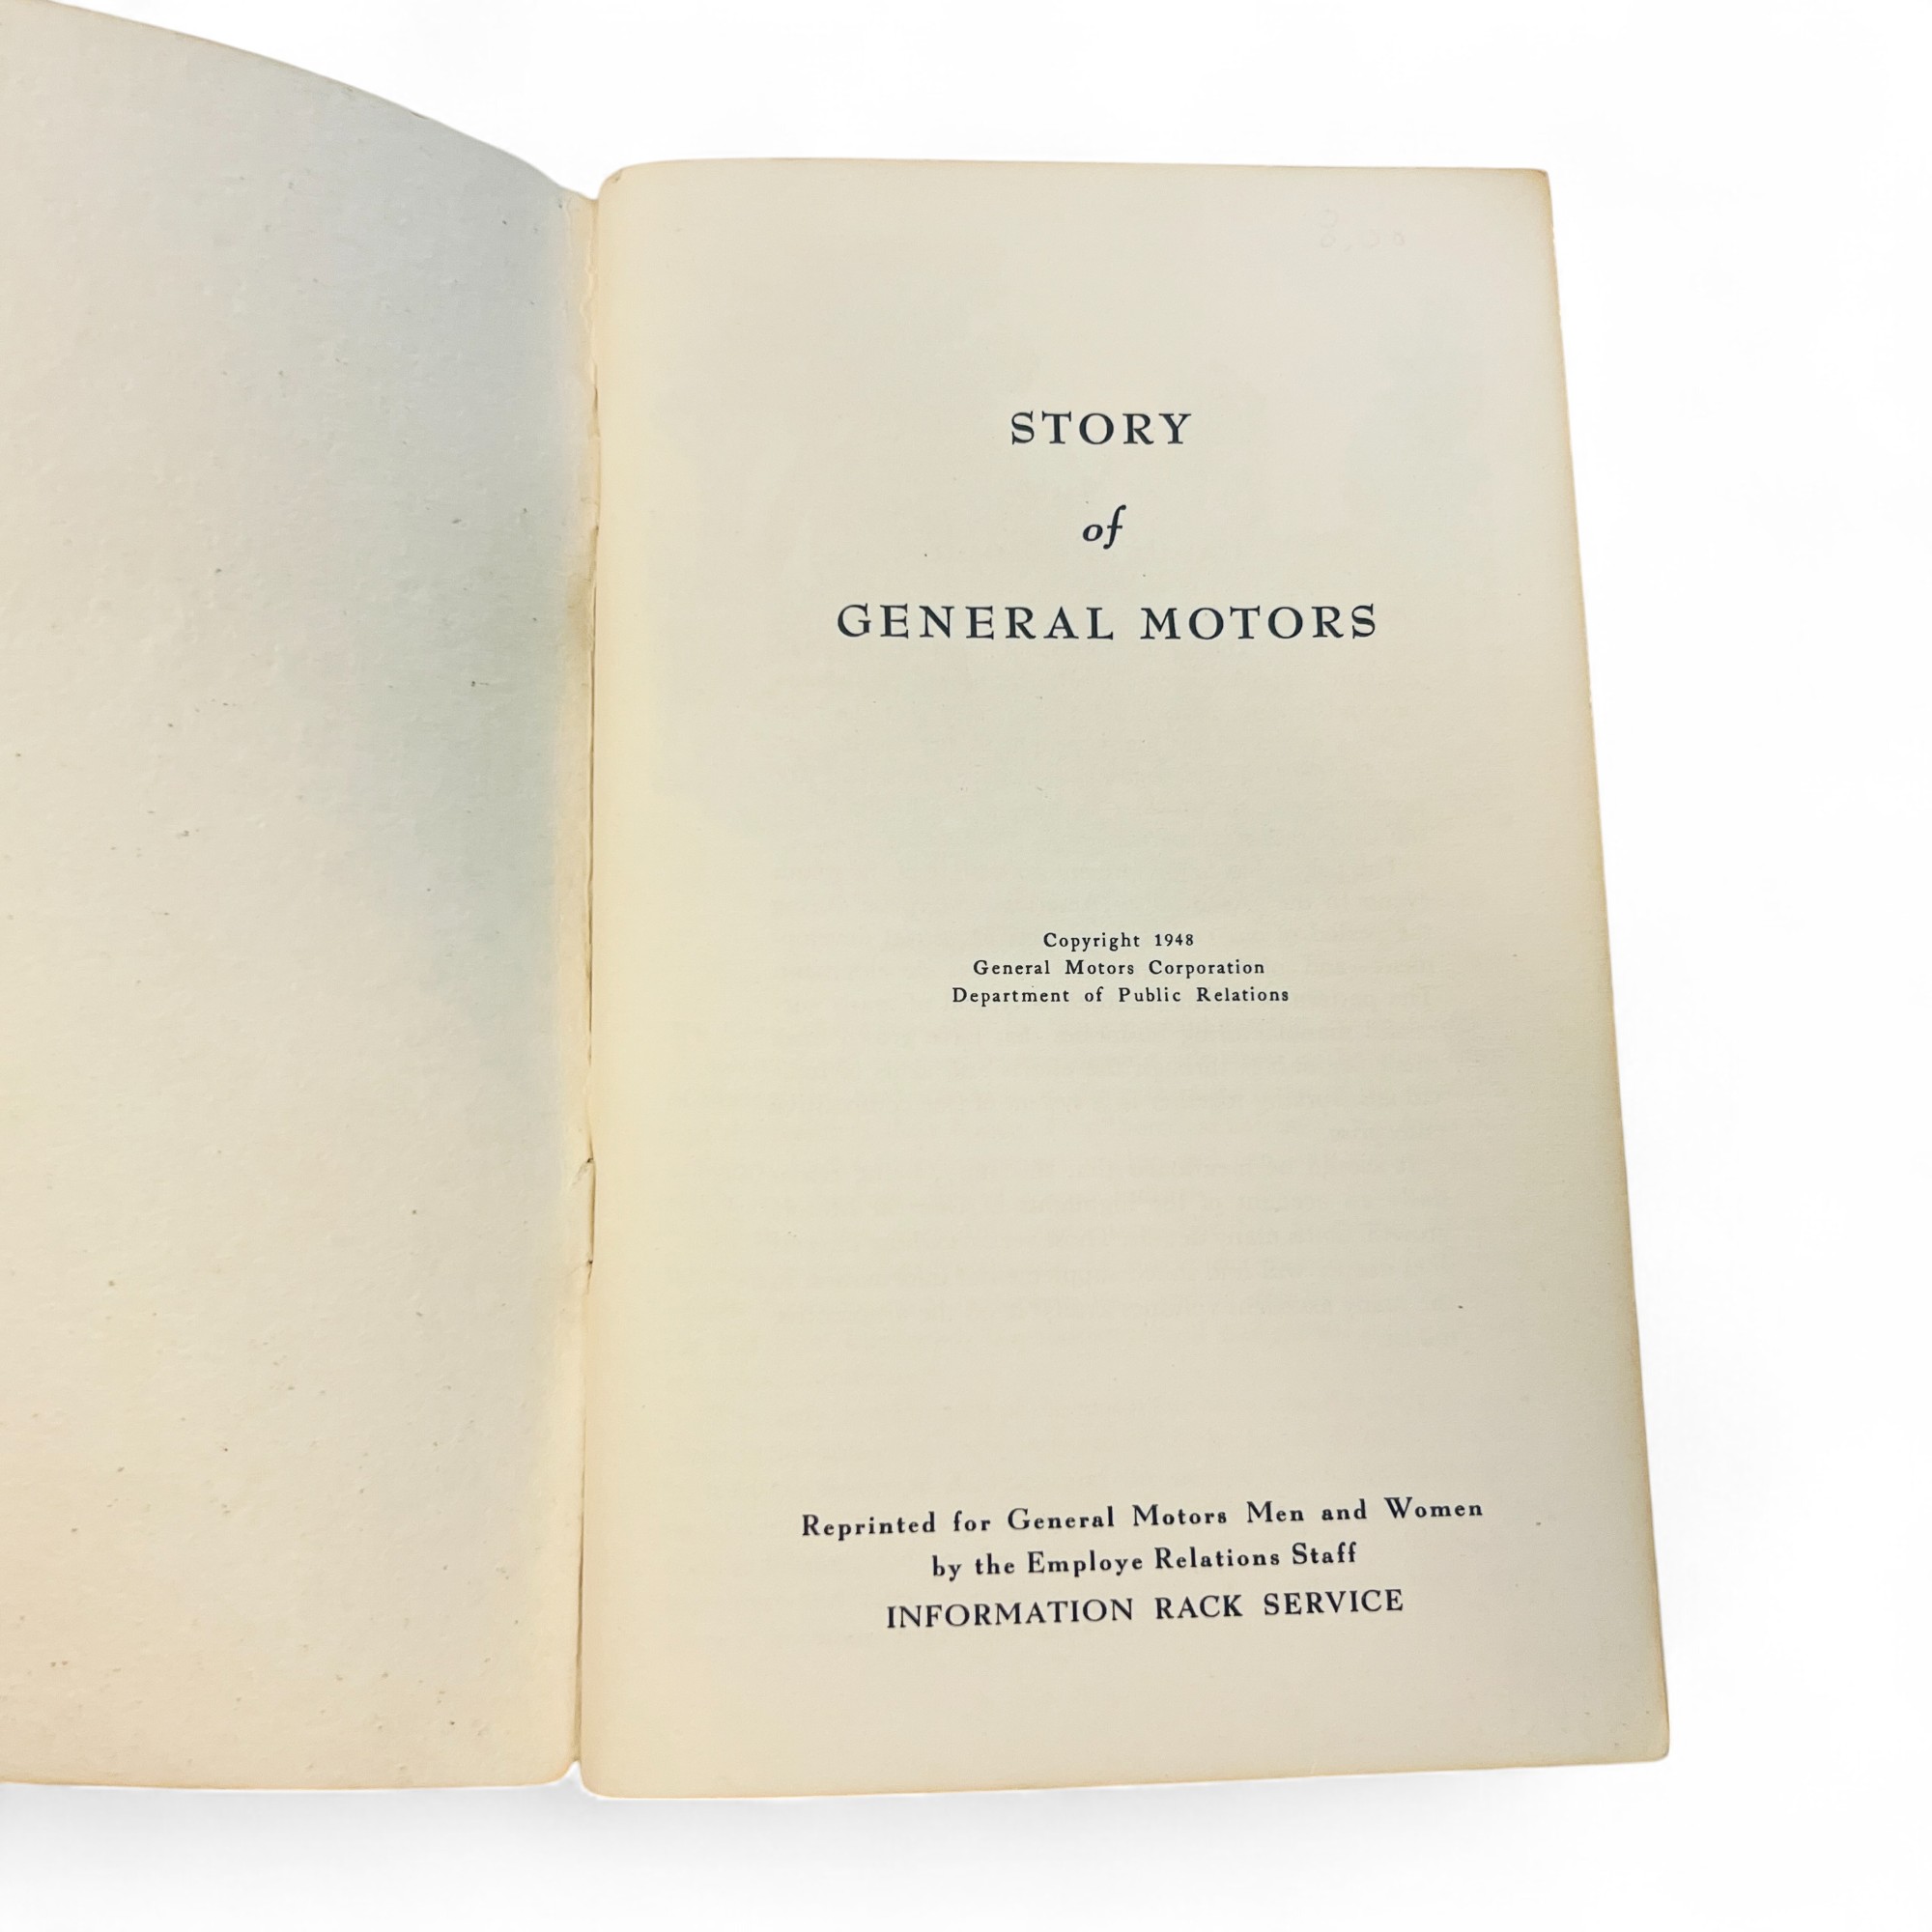 STORY
of
GENERAL MOTORS
Copyright 1948
General Motors Corporation
Department of Public Relations
Reprinted for General Motors Men and Women
by the Employe Relations Staff
INFORMATION RACK SERVICE